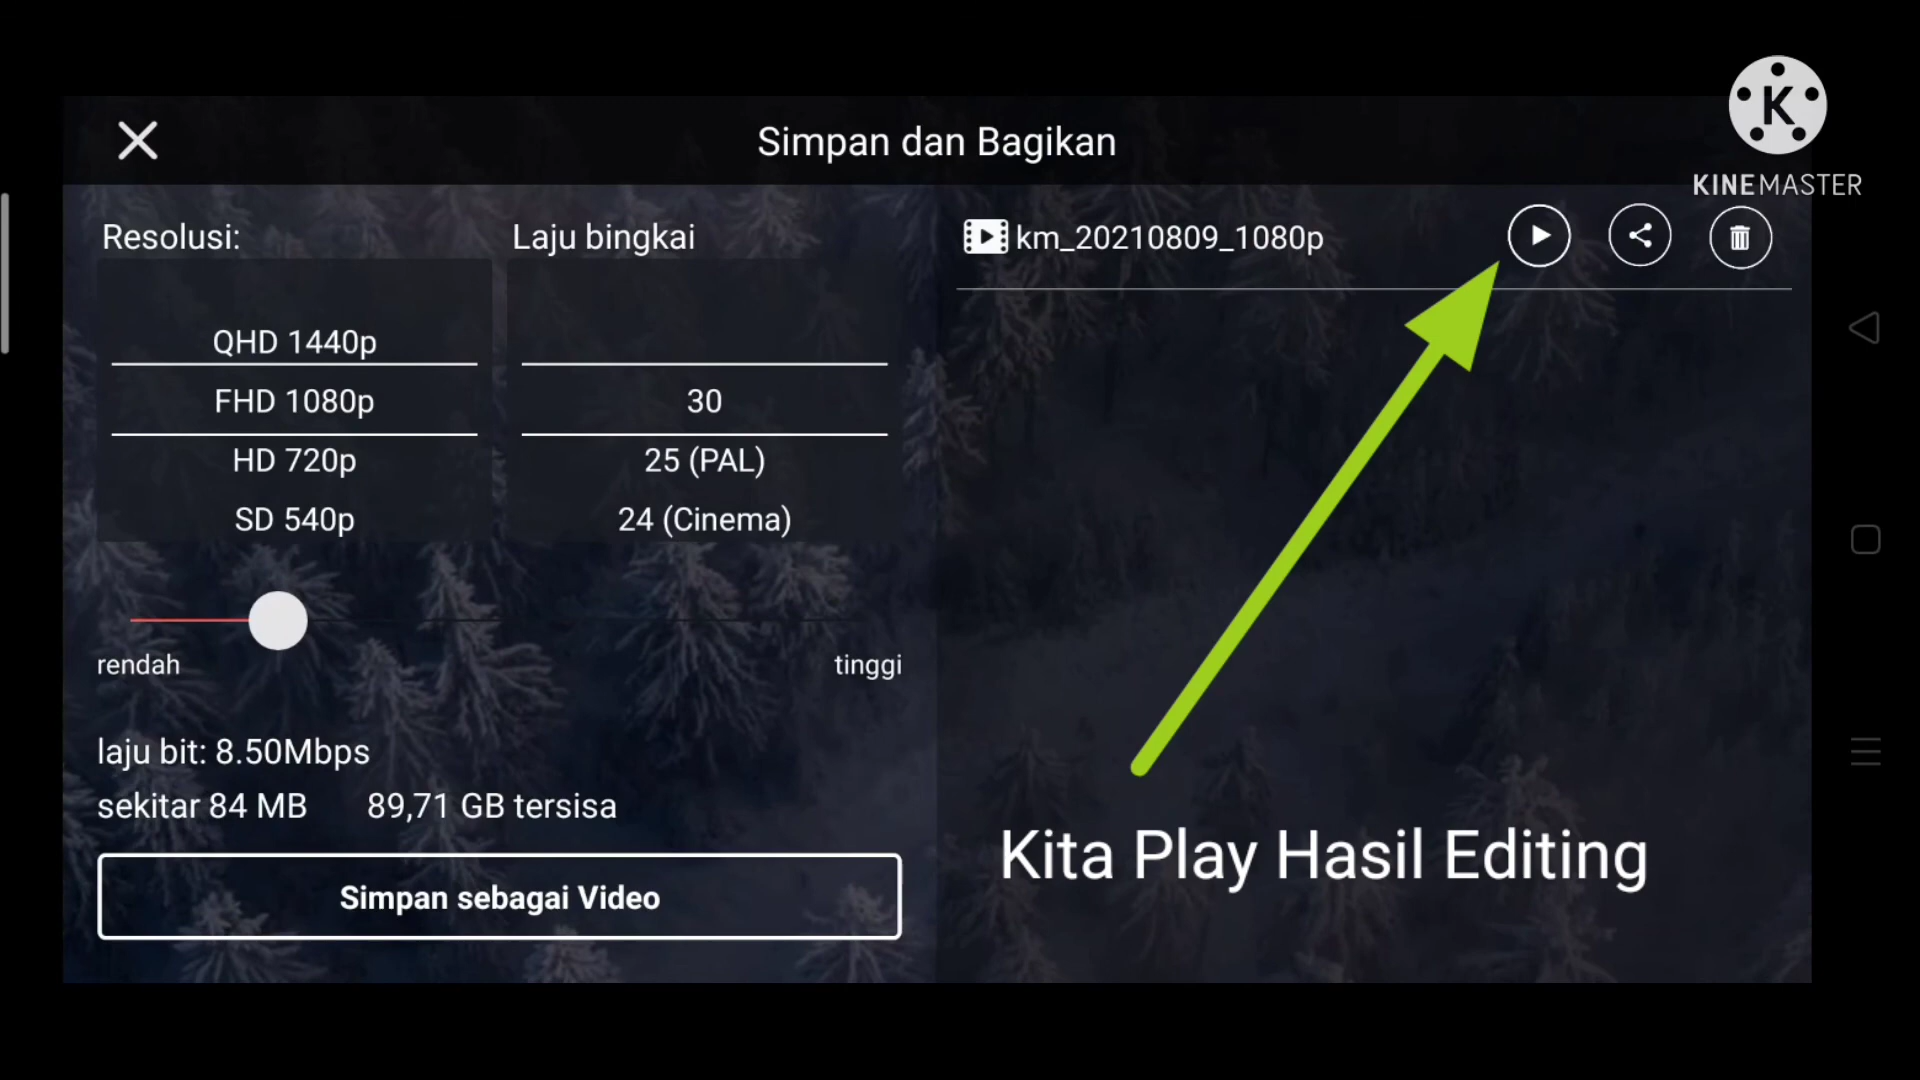 K
KINEMASTER
Simpan dan Bagikan
Resolusi:
Laju bingkai
QHD 1440p
FHD 1080p
HD 720p
SD 540p
30
25 (PAL)
24 (Cinema)
rendah
tinggi
laju bit: 8.50Mbps
sekitar 84 MB
89,71 GB tersisa
Simpan sebagai Video
km_20210809_1080p
Kita Play Hasil Editing